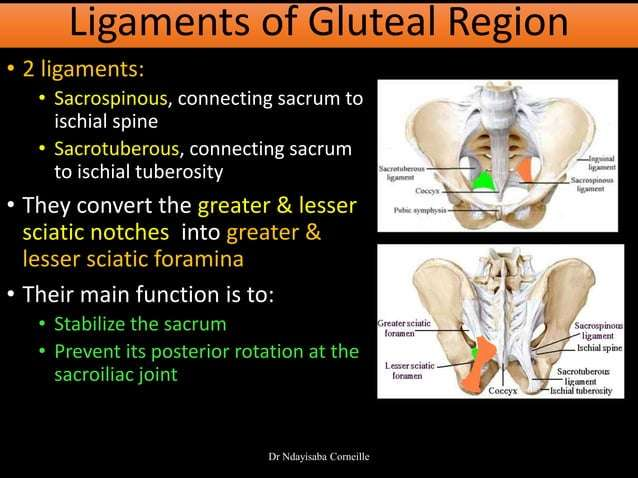 Ligaments of Gluteal Region
• 2 ligaments:
• Sacrospinous, connecting sacrum to
ischial spine
• Sacrotuberous, connecting sacrum
to ischial tuberosity
• They convert the greater & lesser
sciatic notches into greater &
lesser sciatic foramina
• Their main function is to:
• Stabilize the sacrum
• Prevent its posterior rotation at the
sacroiliac joint
Sacrotuberous
ligament
Coccyx
Pubic symphysis
Inguinal
ligament
Sacrospinous
ligament
Greater sciatic
foramen
Lesser sciatic
foramen
Coccyx
Sacrospinous
ligament
Ischial spine
Sacrotuberous
ligament
Ischial tuberosity
Dr Ndayisaba Corneille